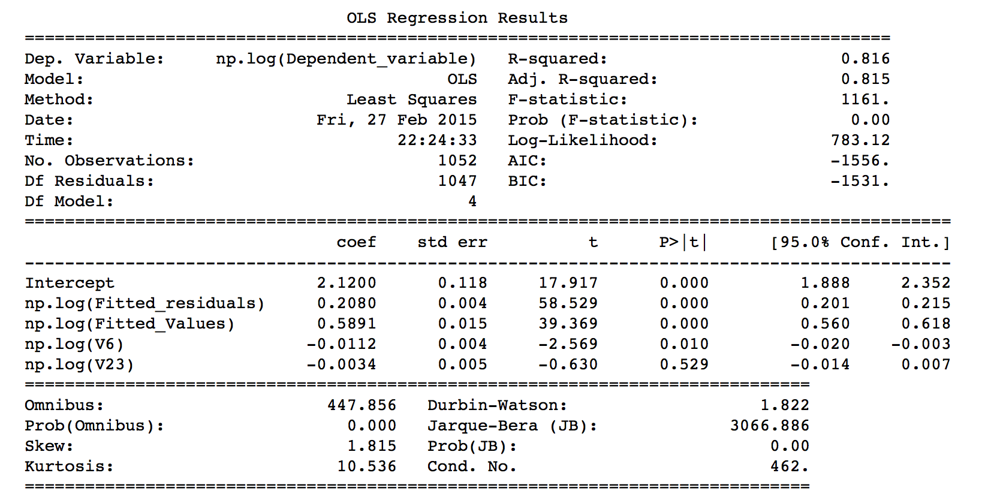 OLS Regression Results
======================================================================================
Dep. Variable: np.log(Dependent_variable) R-squared: 0.816
Model: OLS Adj. R-squared: 0.815
Method: Least Squares F-statistic: 1161.
Date: Fri, 27 Feb 2015 Prob (F-statistic): 0.00
Time: 22:24:33 Log-Likelihood: 783.12
No. Observations: 1052 AIC: -1556.
Df Residuals: 1047 BIC: -1531.
Df Model: 4
============================================================================================
coef std err t P>|t| [95.0% Conf. Int.]
--------------------------------------------------------------------------------------------
Intercept 2.1200 0.118 17.917 0.000 1.888 2.352
np.log(Fitted_residuals) 0.2080 0.004 58.529 0.000 0.201 0.215
np.log(Fitted_Values) 0.5891 0.015 39.369 0.000 0.560 0.618
np.log(V6) -0.0112 0.004 -2.569 0.010 -0.020 -0.003
np.log(V23) -0.0034 0.005 -0.630 0.529 -0.014 0.007
==============================================================================
Omnibus: 447.856 Durbin-Watson: 1.822
Prob(Omnibus): 0.000 Jarque-Bera (JB): 3066.886
Skew: 1.815 Prob(JB): 0.00
Kurtosis: 10.536 Cond. No. 462.
==============================================================================